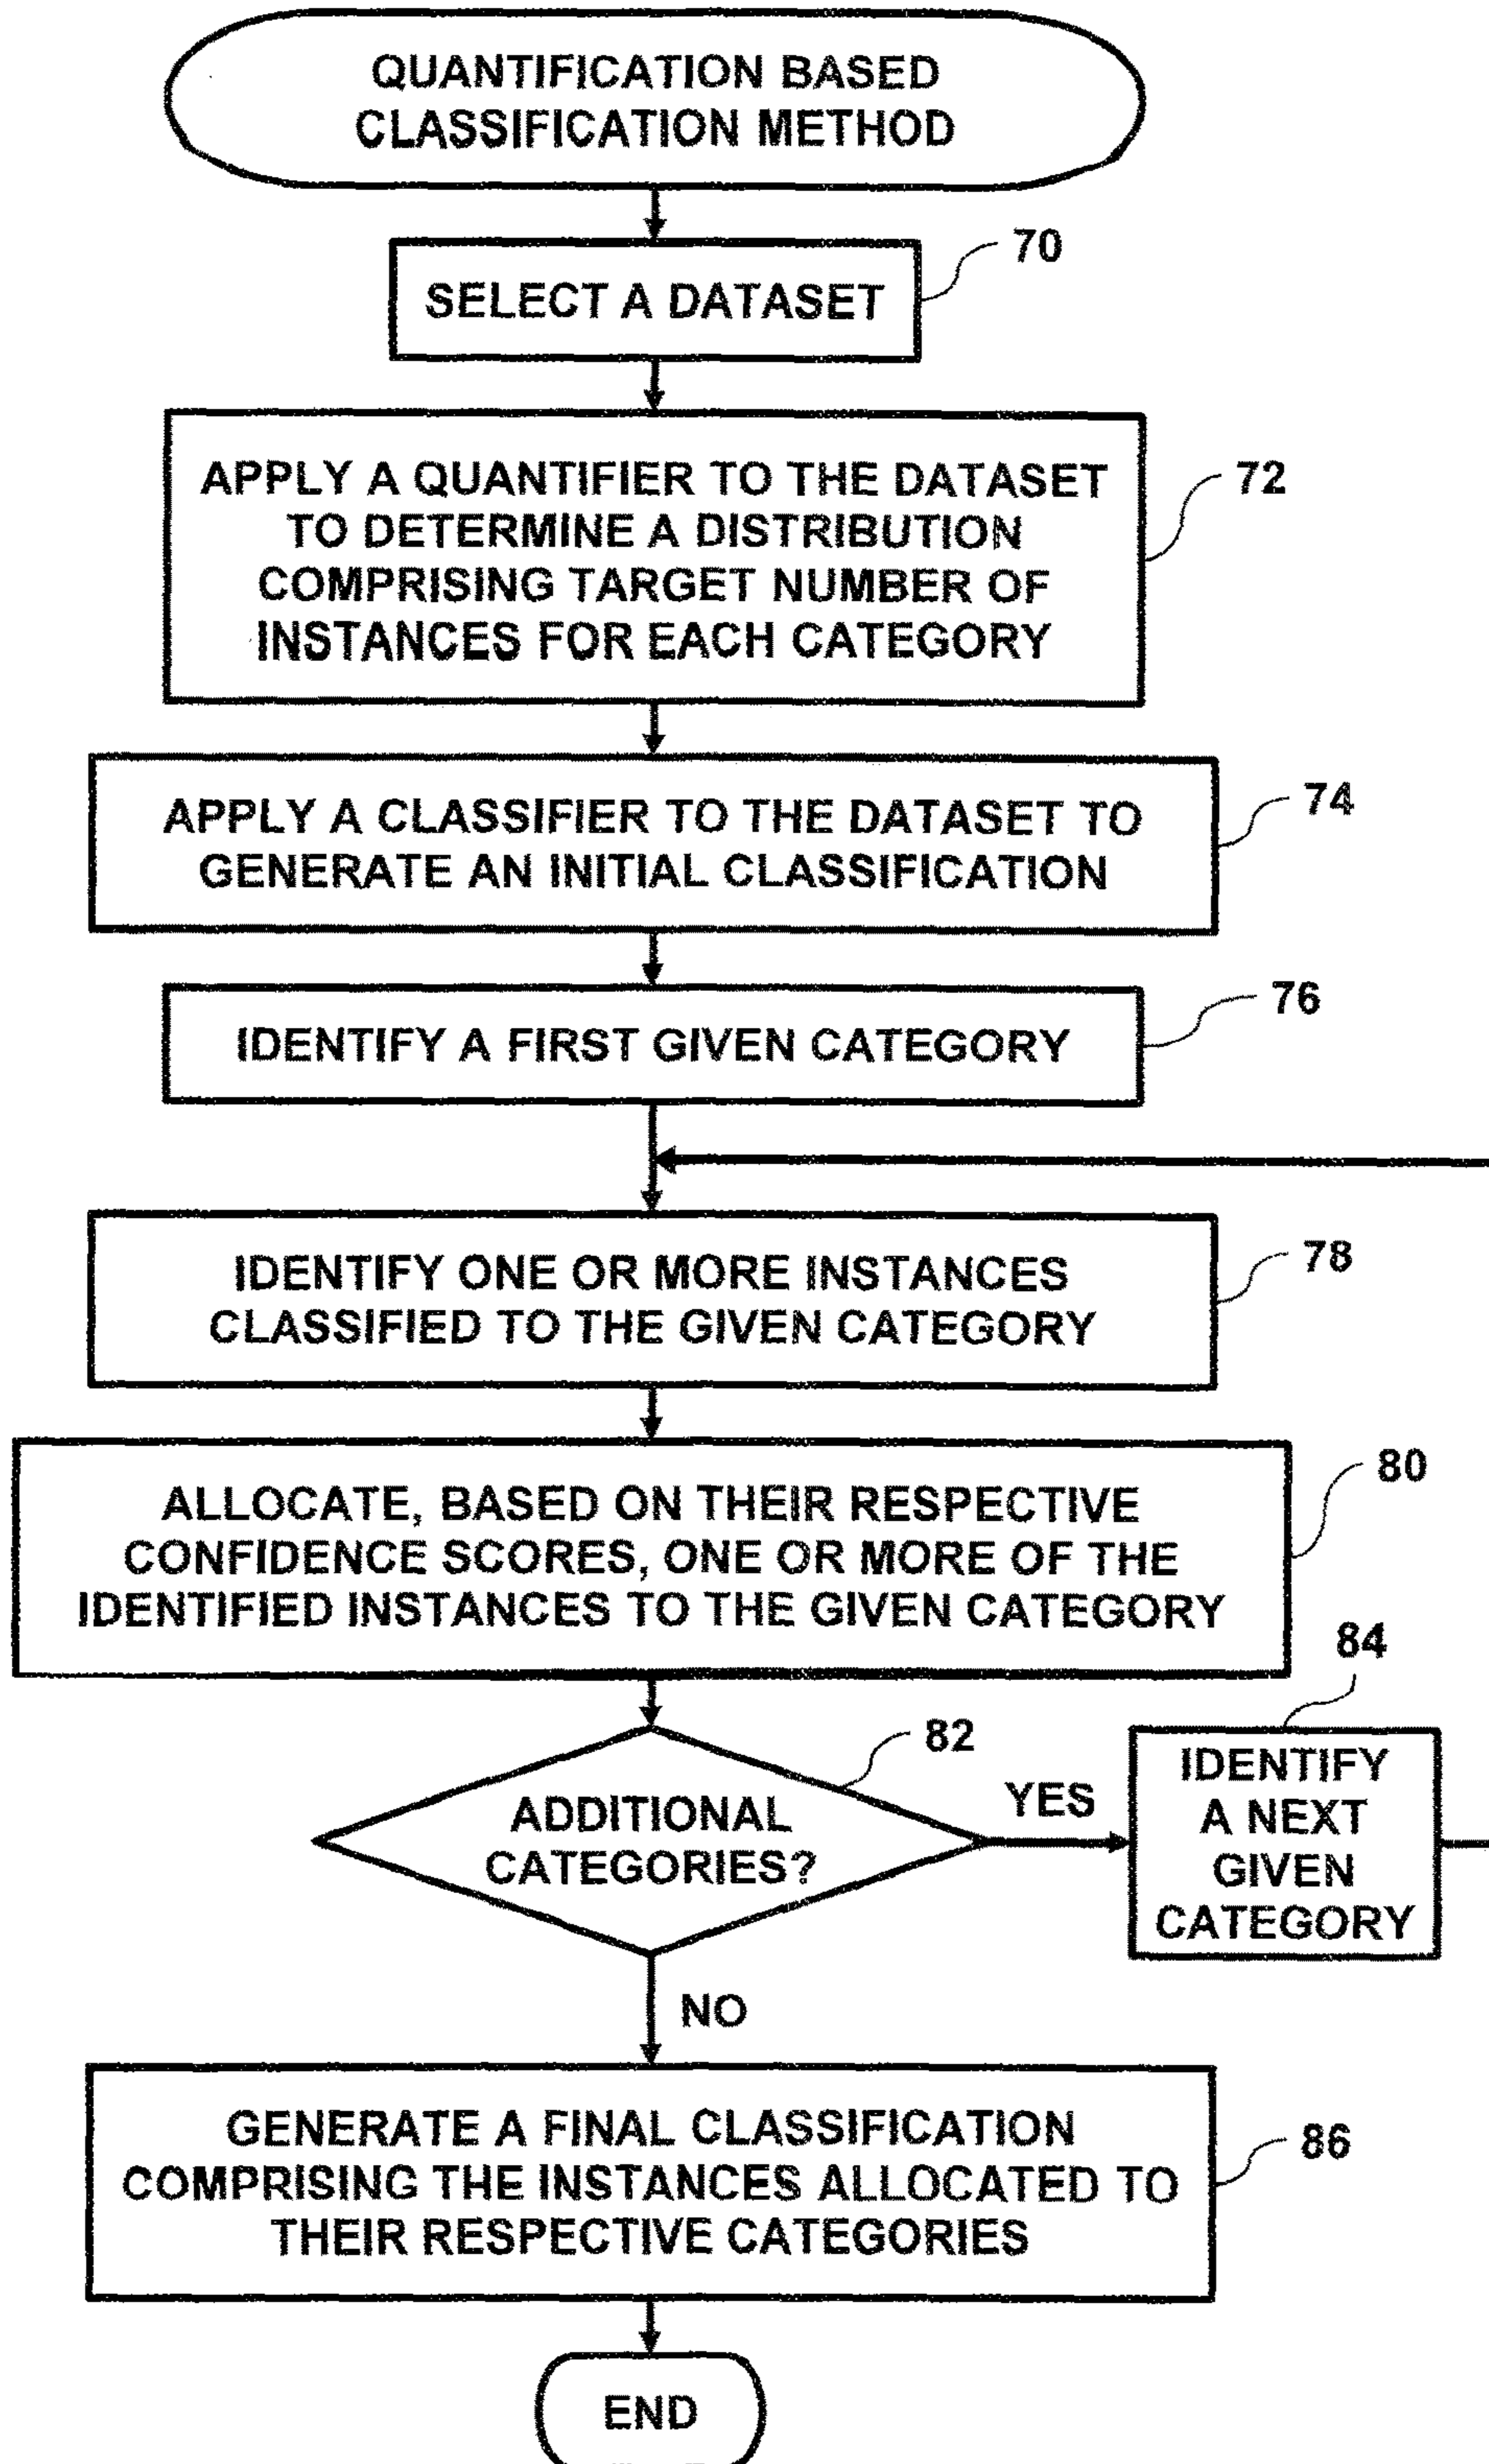 QUANTIFICATION BASED
CLASSIFICATION METHOD
70
SELECT A DATASET
72
APPLY A QUANTIFIER TO THE DATASET
TO DETERMINE A DISTRIBUTION
COMPRISING TARGET NUMBER OF
INSTANCES FOR EACH CATEGORY
74
APPLY A CLASSIFIER TO THE DATASET TO
GENERATE AN INITIAL CLASSIFICATION
76
IDENTIFY A FIRST GIVEN CATEGORY
78
IDENTIFY ONE OR MORE INSTANCES
CLASSIFIED TO THE GIVEN CATEGORY
80
ALLOCATE, BASED ON THEIR RESPECTIVE
CONFIDENCE SCORES, ONE OR MORE OF THE
IDENTIFIED INSTANCES TO THE GIVEN CATEGORY
82
ADDITIONAL
CATEGORIES?
YES
84
IDENTIFY
A NEXT
GIVEN
CATEGORY
NO
86
GENERATE A FINAL CLASSIFICATION
COMPRISING THE INSTANCES ALLOCATED TO
THEIR RESPECTIVE CATEGORIES
END